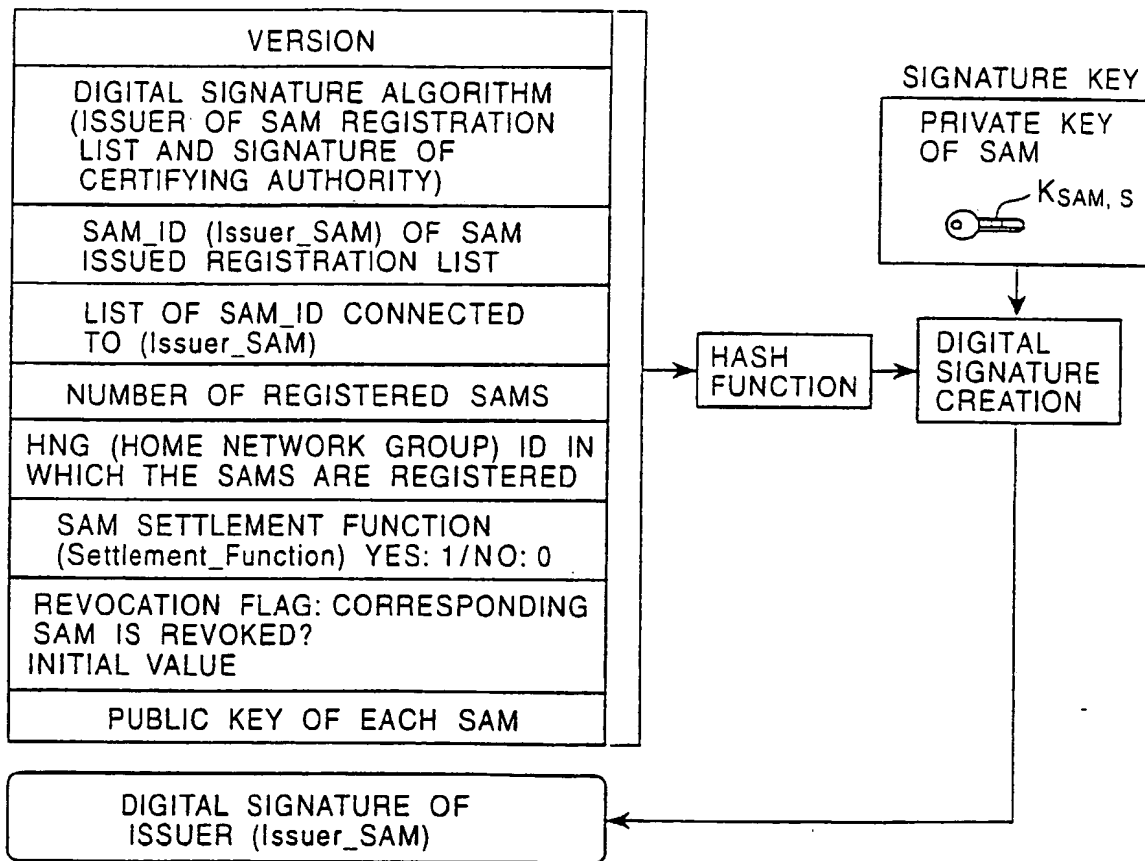 VERSION
DIGITAL SIGNATURE ALGORITHM
(ISSUER OF SAM REGISTRATION
LIST AND SIGNATURE OF
CERTIFYING AUTHORITY)
SAM_ID (Issuer_SAM) OF SAM
ISSUED REGISTRATION LIST
LIST OF SAM_ID CONNECTED
TO (Issuer_SAM)
NUMBER OF REGISTERED SAMS
HNG (HOME NETWORK GROUP) ID IN
WHICH THE SAMS ARE REGISTERED
SAM SETTLEMENT FUNCTION
(Settlement_Function) YES: 1/NO: 0
REVOCATION FLAG: CORRESPONDING
SAM IS REVOKED?
INITIAL VALUE
PUBLIC KEY OF EACH SAM
HASH
FUNCTION
SIGNATURE KEY
PRIVATE KEY
OF SAM
KSAM, S
DIGITAL
SIGNATURE
CREATION
DIGITAL SIGNATURE OF
ISSUER (Issuer_SAM)